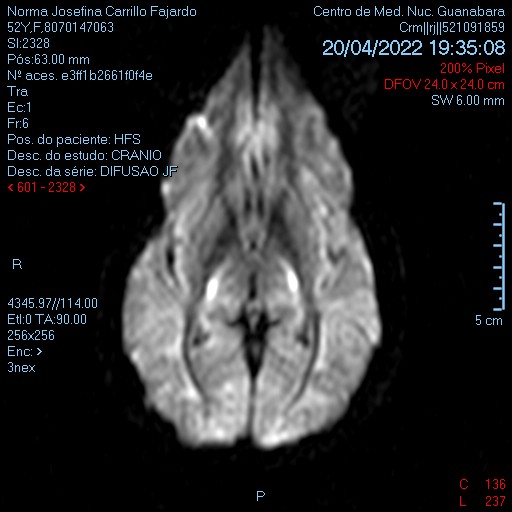 Norma Josefina Carrillo Fajardo
52Y,F,8070147063
Sl:2328
Pós:63.00 mm
Nº aces. e3ff1b2661f0f4e
Tra
Ec:1
Fr:6
Pos. do paciente: HFS
Desc. do estudo: CRANIO
Desc. da série: DIFUSAO JF
< 601 - 2328 >
Centro de Med. Nuc. Guanabara
Crm||rj||521091859
20/04/2022 19:35:08
200% Pixel
DFOV 24.0 x 24.0 cm
SW 6.00 mm
R
5 cm
4345.97//114.00
Etl:0 TA:90.00
256x256
Enc: >
3nex
P
C 136
L 237